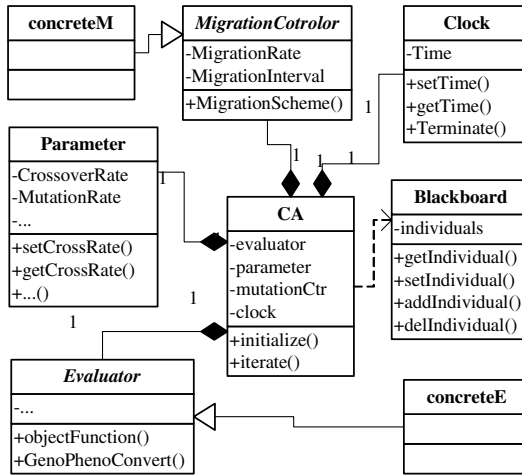 concreteM
MigrationCotrolor
-MigrationRate
-MigrationInterval
+MigrationScheme()
Clock
-Time
+setTime()
+getTime()
+Terminate()
1
1
1
1
Parameter
-CrossoverRate
-MutationRate
-...
+setCrossRate()
+getCrossRate()
+...()
1
CA
-evaluator
-parameter
-mutationCtr
-clock
+initialize()
+iterate()
Blackboard
-individuals
+getIndividual()
+setIndividual()
+addIndividual()
+delIndividual()
1
1
Evaluator
-...
+objectFunction()
+GenoPhenoConvert()
concreteE